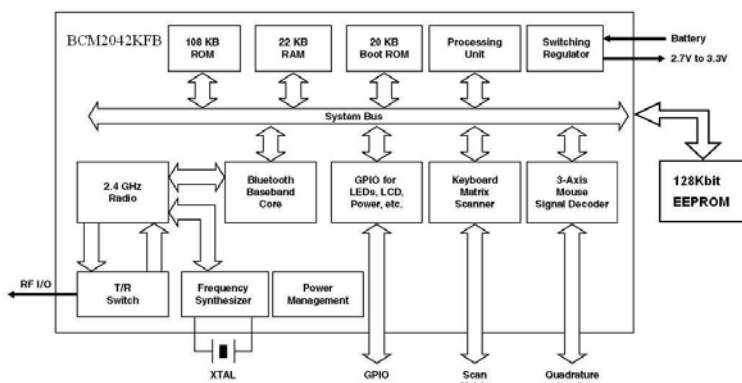 BCM2042KFB
108 KB
ROM
22 KB
RAM
20 KB
Boot ROM
Processing
Unit
Switching
Regulator
Battery
2.7V to 3.3V
System Bus
2.4 GHz
Radio
Bluetooth
Baseband
Core
GPIO for
LEDs, LCD,
Power, etc.
Keyboard
Matrix
Scanner
3-Axis
Mouse
Signal Decoder
128Kbit
EEPROM
RF I/O
T/R
Switch
Frequency
Synthesizer
Power
Management
XTAL
GPIO
Scan
Quadrature